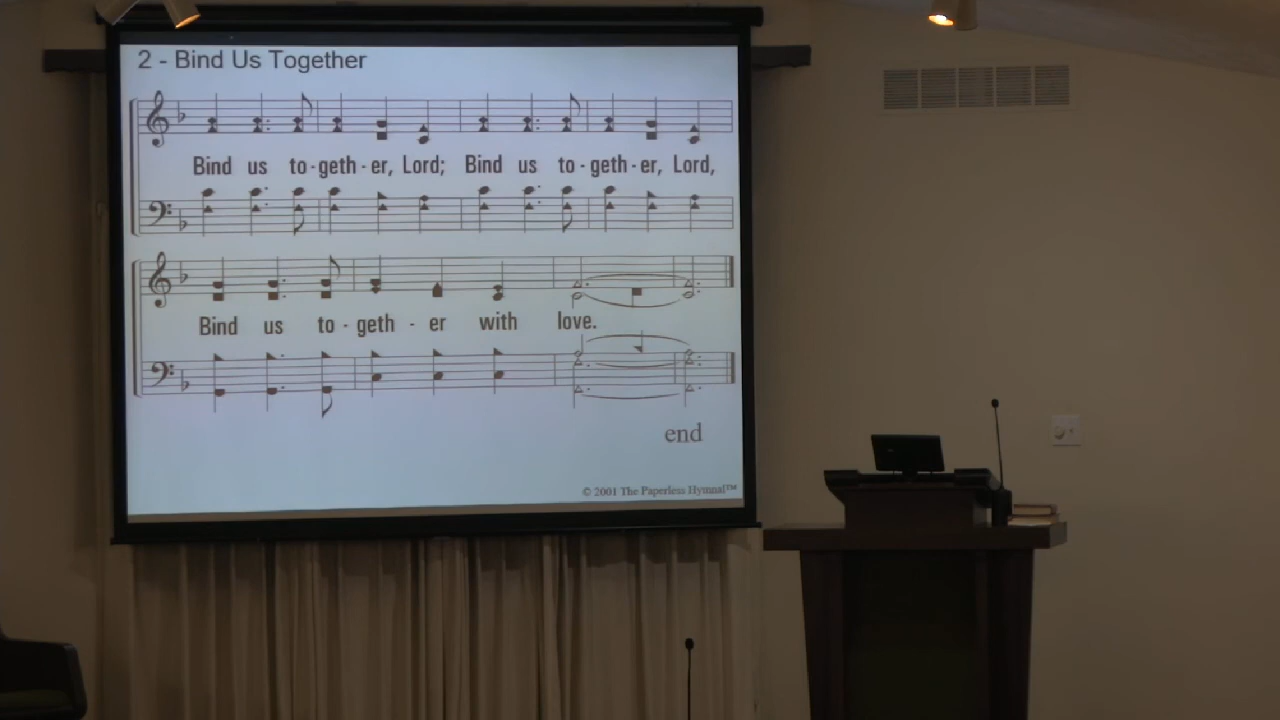 2 - Bind Us Together
Bind us to - geth - er, Lord; Bind us to - geth - er, Lord,
Bind us to - geth - er with love.
end
© 2001 The Paperless Hymnal™